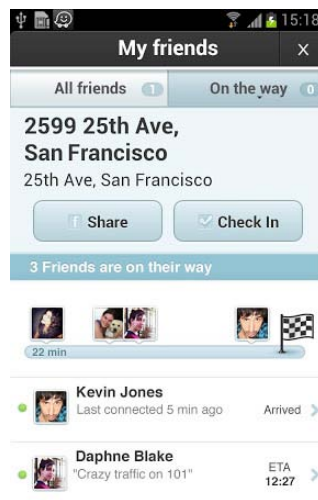 15:18
My friends
X
All friends 1
On the way 0
2599 25th Ave,
San Francisco
25th Ave, San Francisco
Share
Check In
3 Friends are on their way
22 min
Kevin Jones
Last connected 5 min ago
Arrived
Daphne Blake
"Crazy traffic on 101"
ETA
12:27